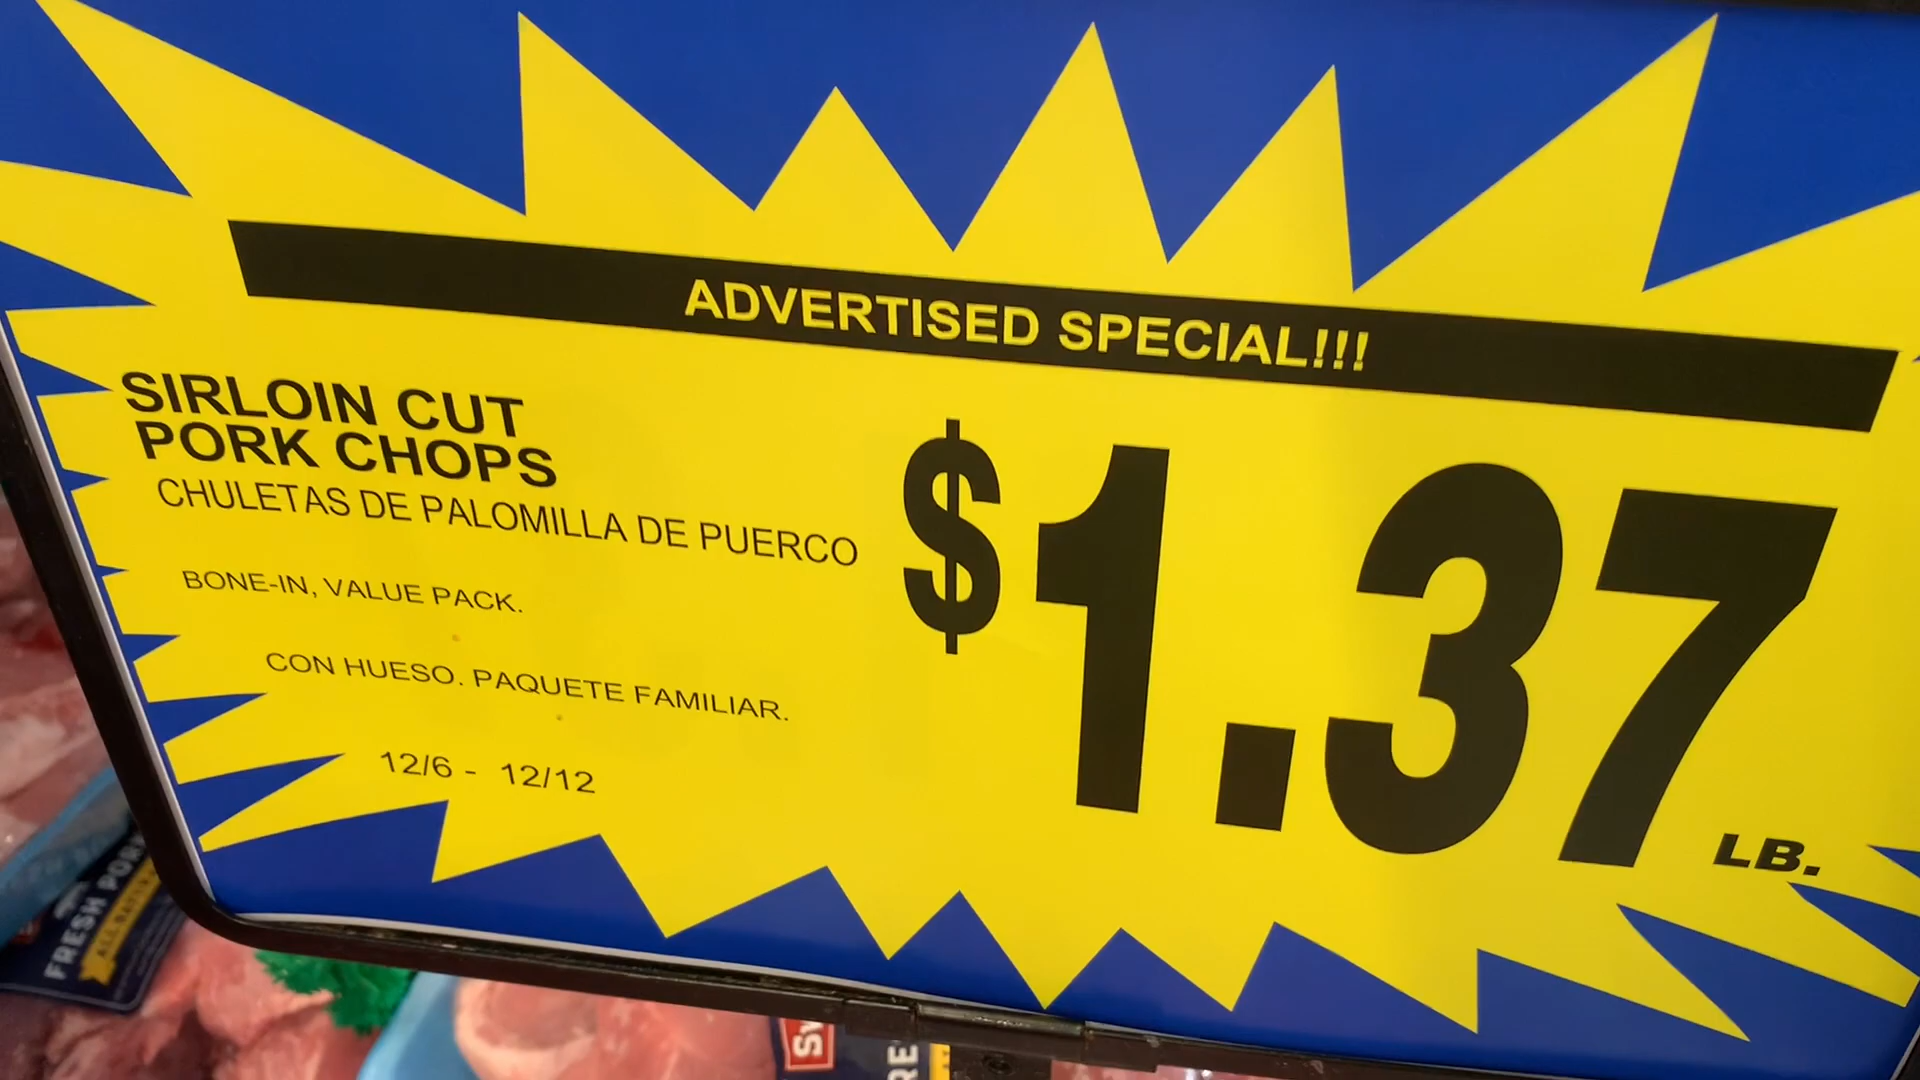 ADVERTISED SPECIAL!!!
SIRLOIN CUT
PORK CHOPS
CHULETAS DE PALOMILLA DE PUERCO
BONE-IN, VALUE PACK.
CON HUESO. PAQUETE FAMILIAR.
12/6 - 12/12
$1.37
LB.
FRESH PORK